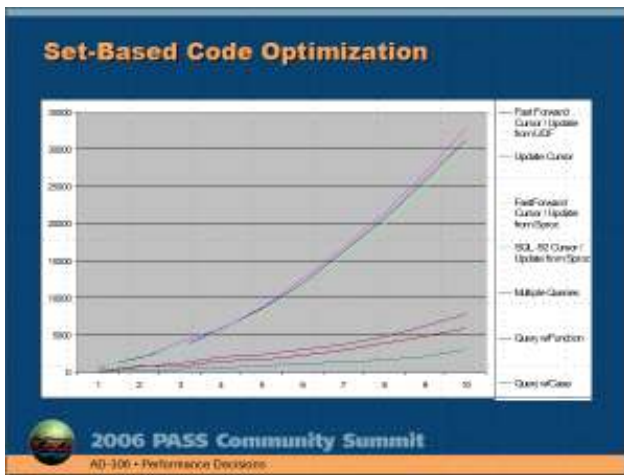 Set-Based Code Optimization
35000
30000
25000
20000
15000
10000
5000
0
1 2 3 4 5 6 7 8 9 10
Fast Forward
Cursor / Update
from UDF
Update Cursor
FastForward
Cursor / Update
from Sproc
SQL-92 Cursor /
Update from Sproc
Multiple Queries
Query w/Function
Query w/Case
2006 PASS Community Summit
AD-306 • Performance Decisions